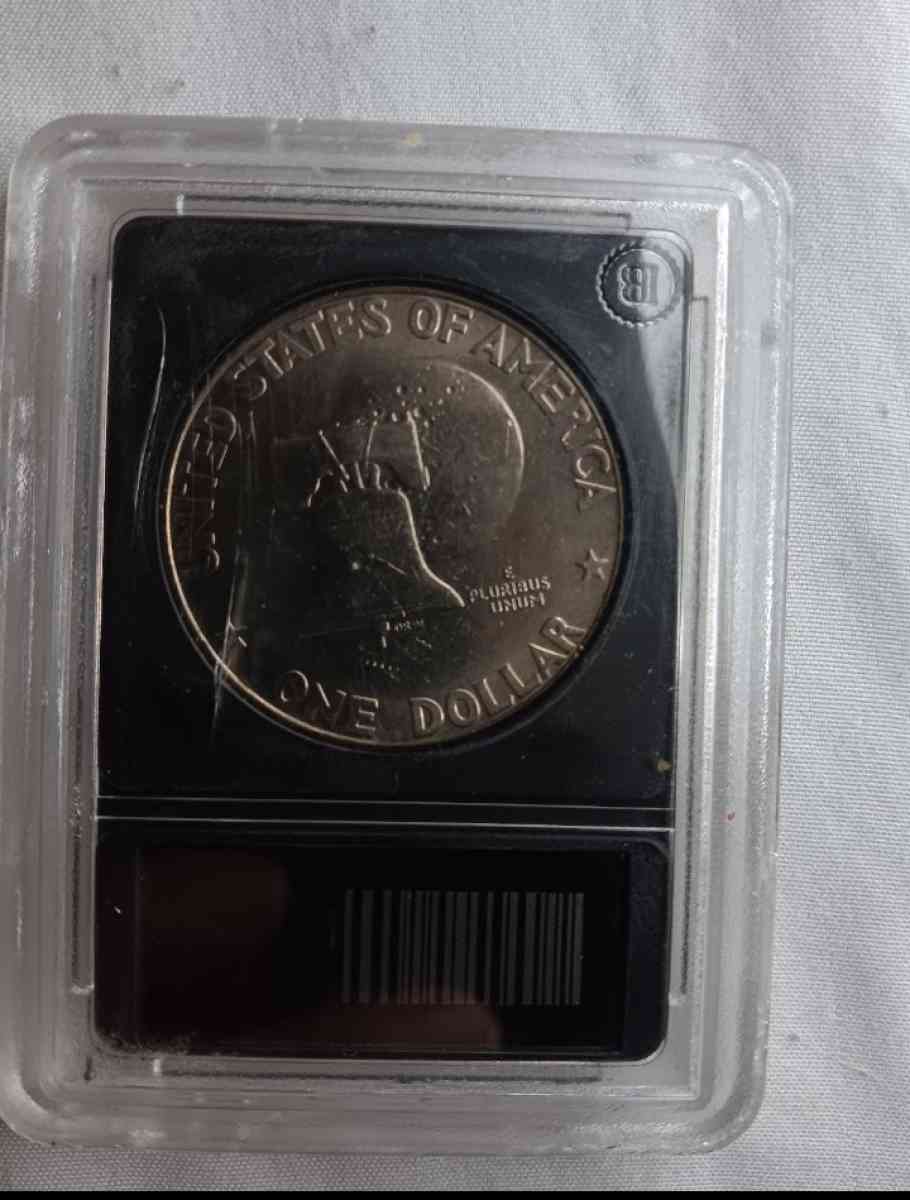 UNITED STATES OF AMERICA
E
PLURIBUS
UNUM
ONE DOLLAR